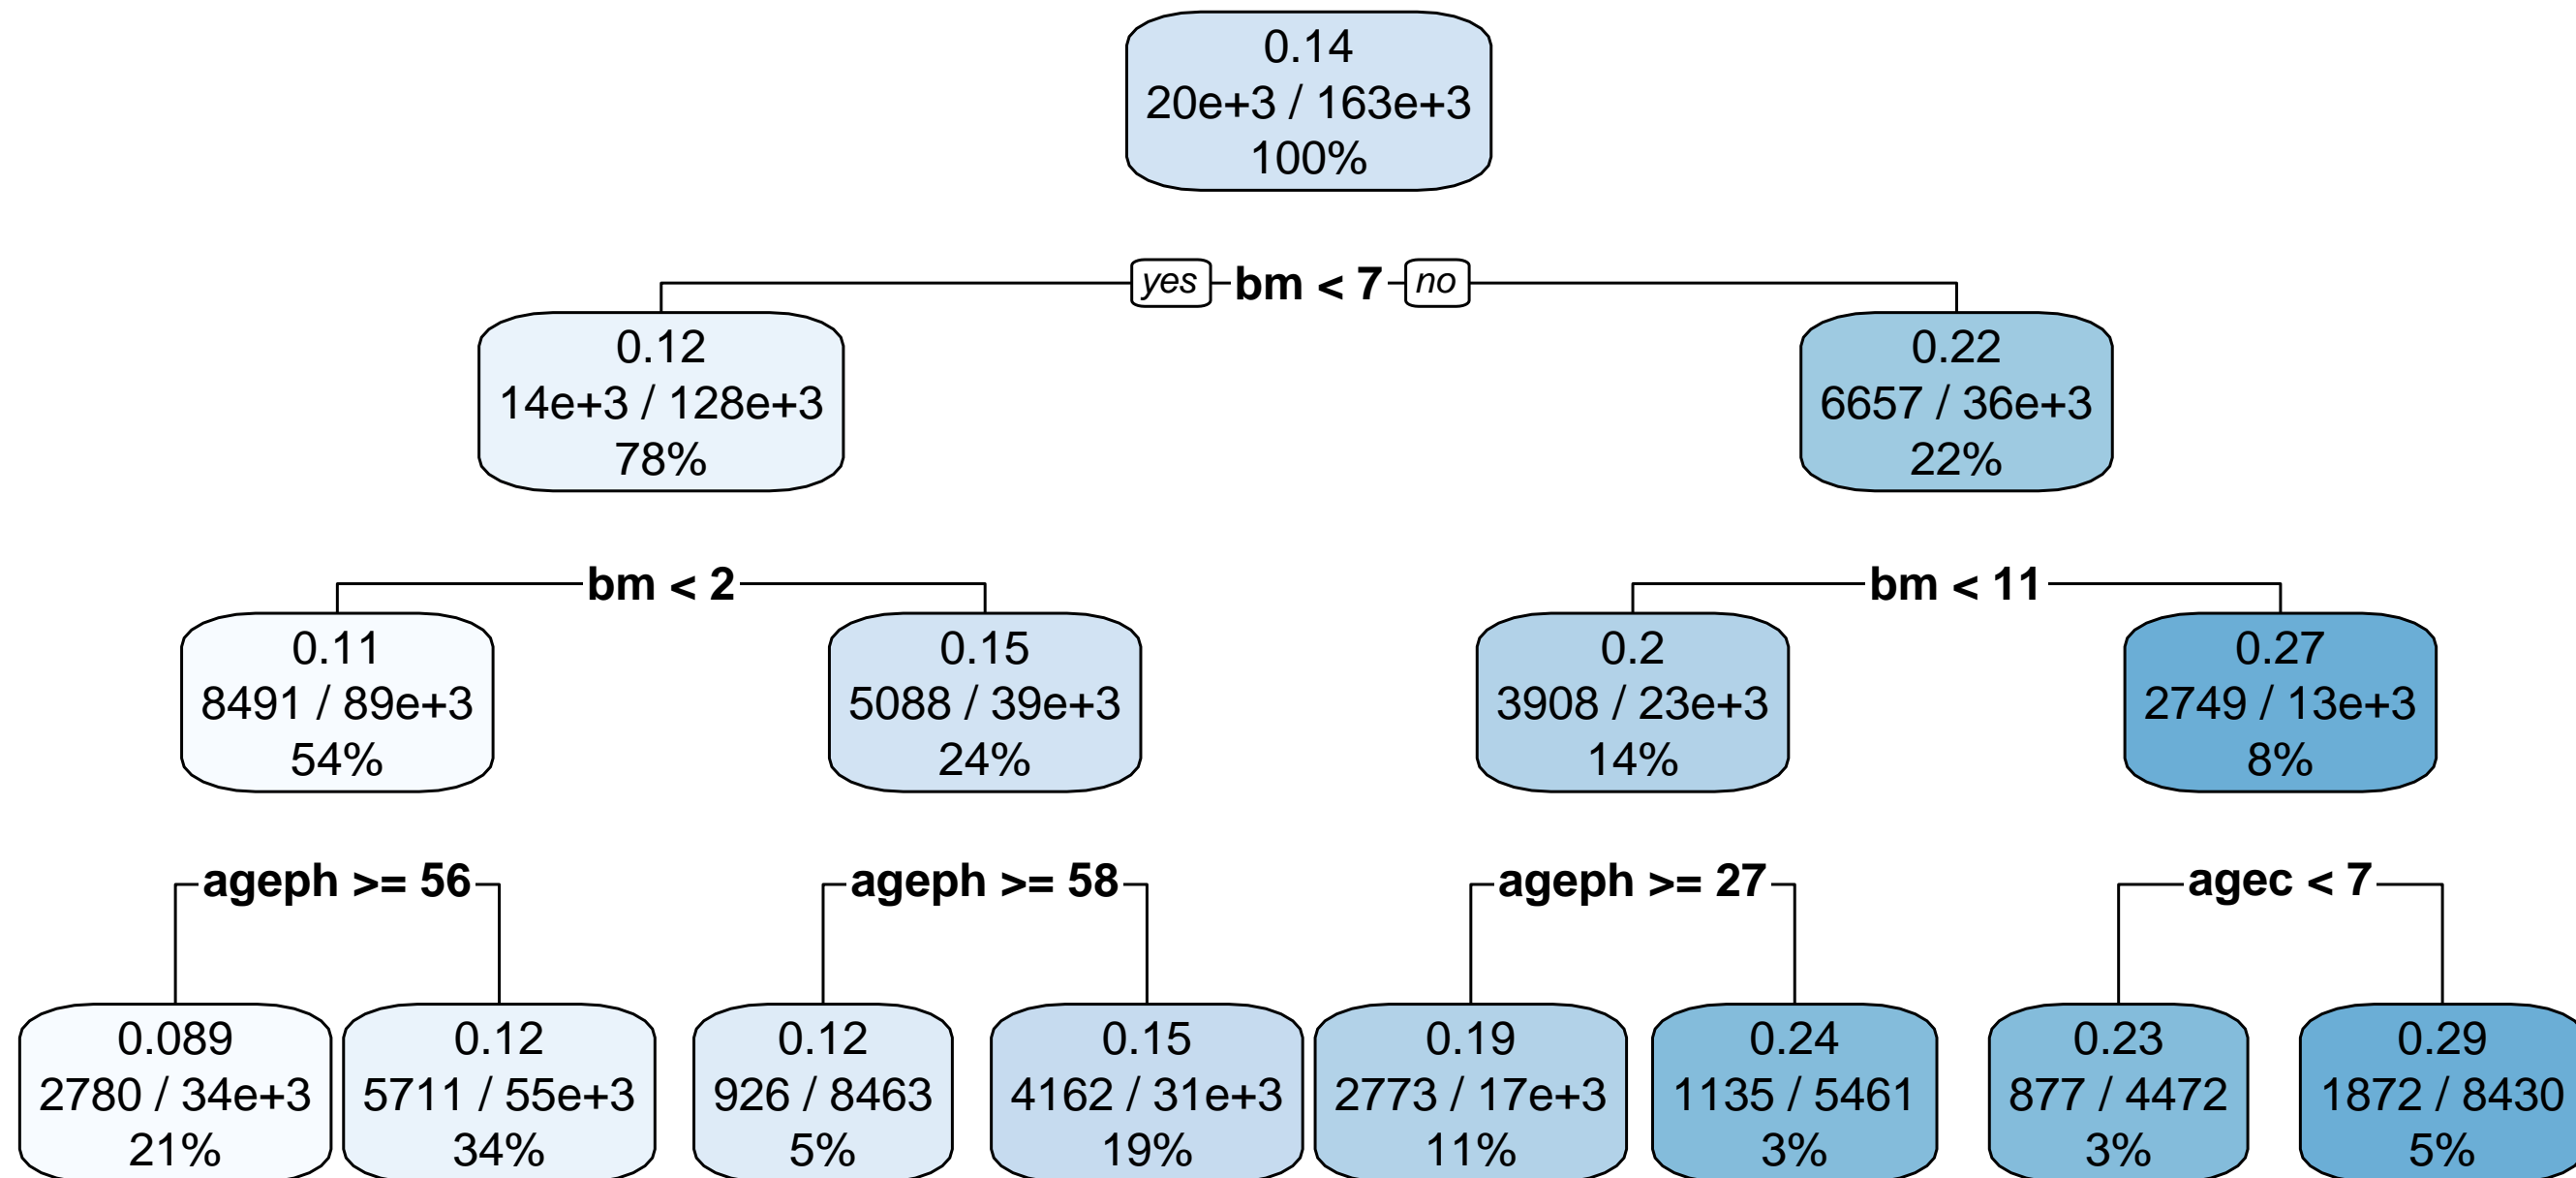 0.14
20e+3 / 163e+3
100%
yes bm < 7 no
0.12
14e+3 / 128e+3
78%
0.22
6657 / 36e+3
22%
bm < 2
bm < 11
0.11
8491 / 89e+3
54%
0.15
5088 / 39e+3
24%
0.2
3908 / 23e+3
14%
0.27
2749 / 13e+3
8%
ageph >= 56
ageph >= 58
ageph >= 27
agec < 7
0.089
2780 / 34e+3
21%
0.12
5711 / 55e+3
34%
0.12
926 / 8463
5%
0.15
4162 / 31e+3
19%
0.19
2773 / 17e+3
11%
0.24
1135 / 5461
3%
0.23
877 / 4472
3%
0.29
1872 / 8430
5%